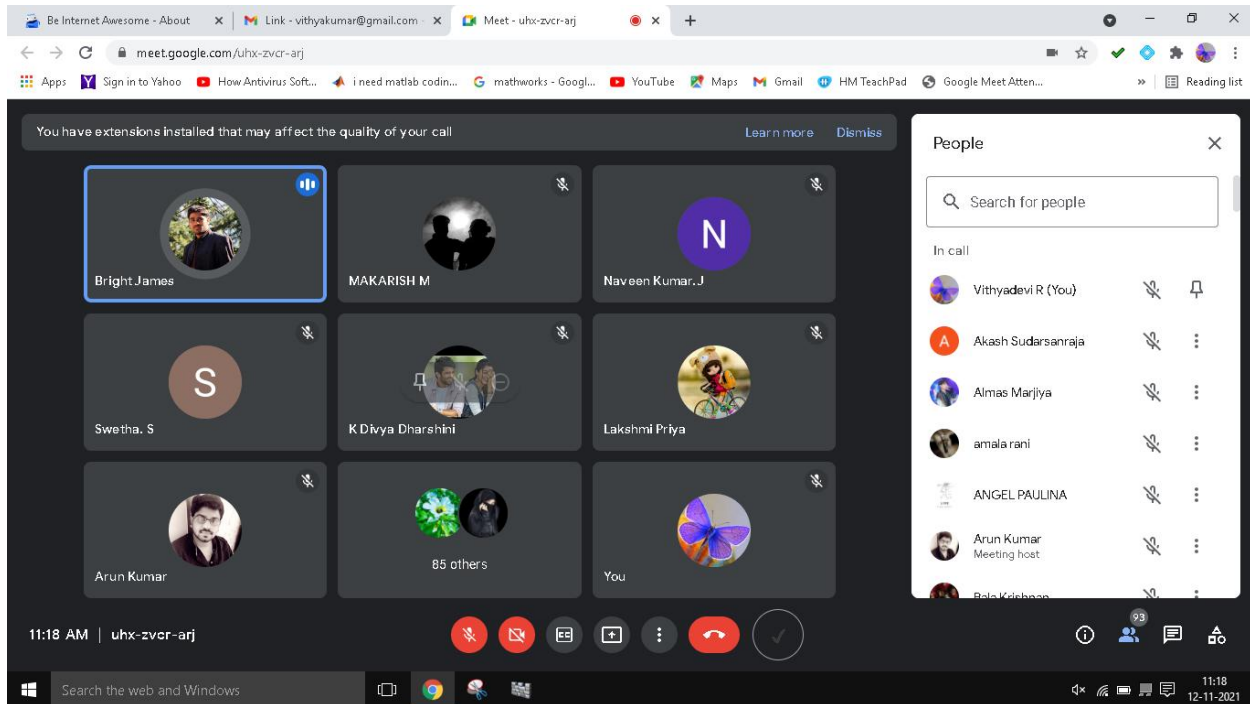 Be Internet Awesome - About
Link - vithyakumar@gmail.com
Meet - uhx-zvcr-arj
meet.google.com/uhx-zvcr-arj
Apps Sign in to Yahoo How Antivirus Soft... i need matlab codin... mathworks - Googl... YouTube Maps Gmail HM TeachPad Google Meet Atten... » Reading list
You have extensions installed that may affect the quality of your call Learn more Dismiss
Bright James
MAKARISH M
N
Naveen Kumar.J
S
Swetha. S
K Divya Dharshini
Lakshmi Priya
Arun Kumar
85 others
You
People
Search for people
In call
Vithyadevi R (You)
A
Akash Sudarsanraja
Almas Marjiya
amala rani
ANGEL PAULINA
Arun Kumar
Meeting host
Bala Krishnan
11:18 AM | uhx-zvcr-arj
CC
93
Search the web and Windows
11:18
12-11-2021